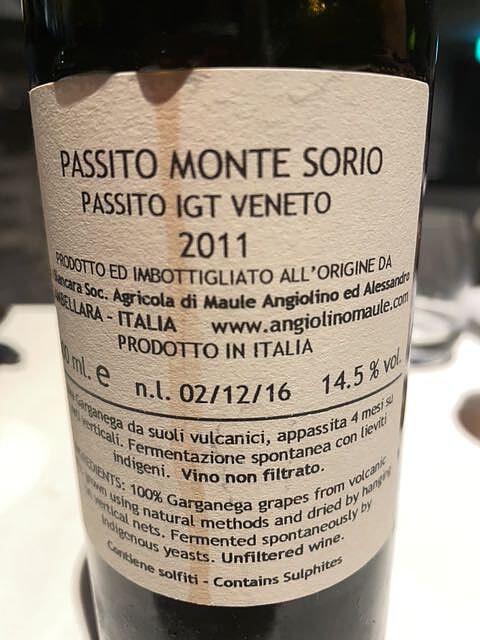 PASSITO MONTE SORIO
PASSITO IGT VENETO
2011
PRODOTTO ED IMBOTTIGLIATO ALL'ORIGINE DA
Biancara Soc. Agricola di Maule Angiolino ed Alessandro
GAMBELLARA - ITALIA www.angiolinomaule.com
PRODOTTO IN ITALIA
ml. e n.l. 02/12/16 14.5 % vol.
Garganega da suoli vulcanici, appassita 4 mesi su
verticali. Fermentazione spontanea con lieviti
indigeni. Vino non filtrato.
INGREDIENTS: 100% Garganega grapes from volcanic
grown using natural methods and dried by hanging
in vertical nets. Fermented spontaneously by
indigenous yeasts. Unfiltered wine.
Contiene solfiti - Contains Sulphites